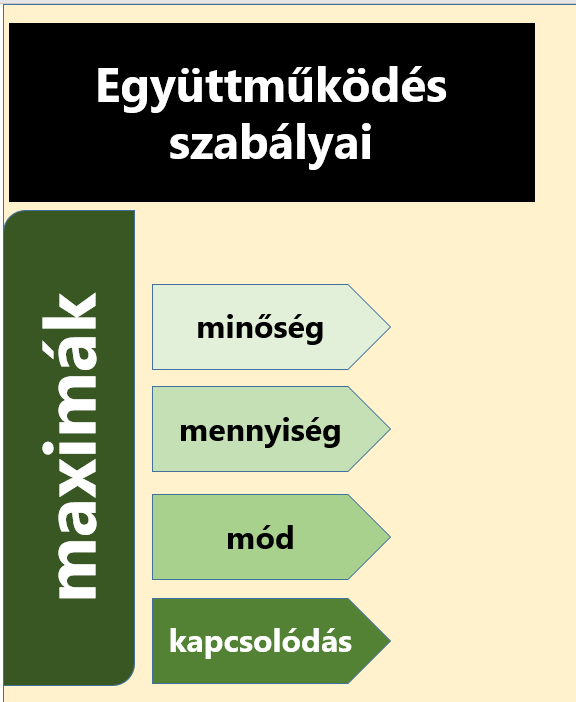 Együttműködés
szabályai
maximák
minőség
mennyiség
mód
kapcsolódás